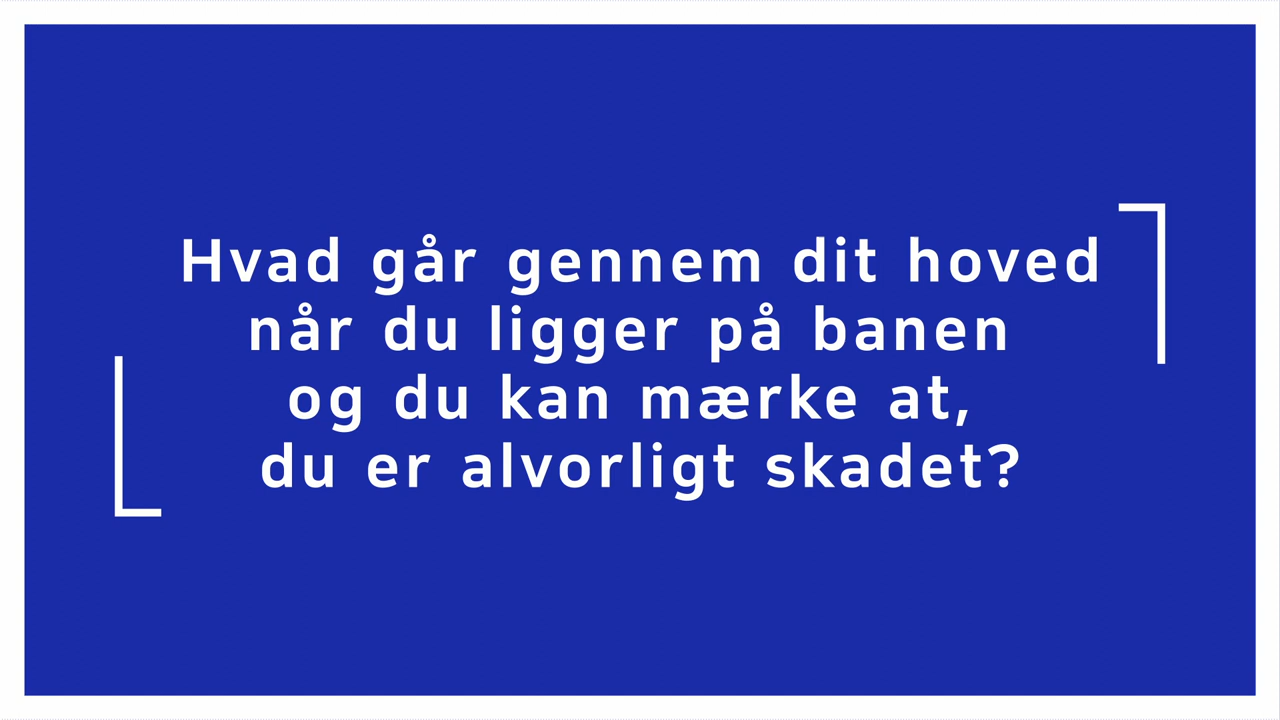 Hvad går gennem dit hoved
når du ligger på banen
og du kan mærke at,
du er alvorligt skadet?